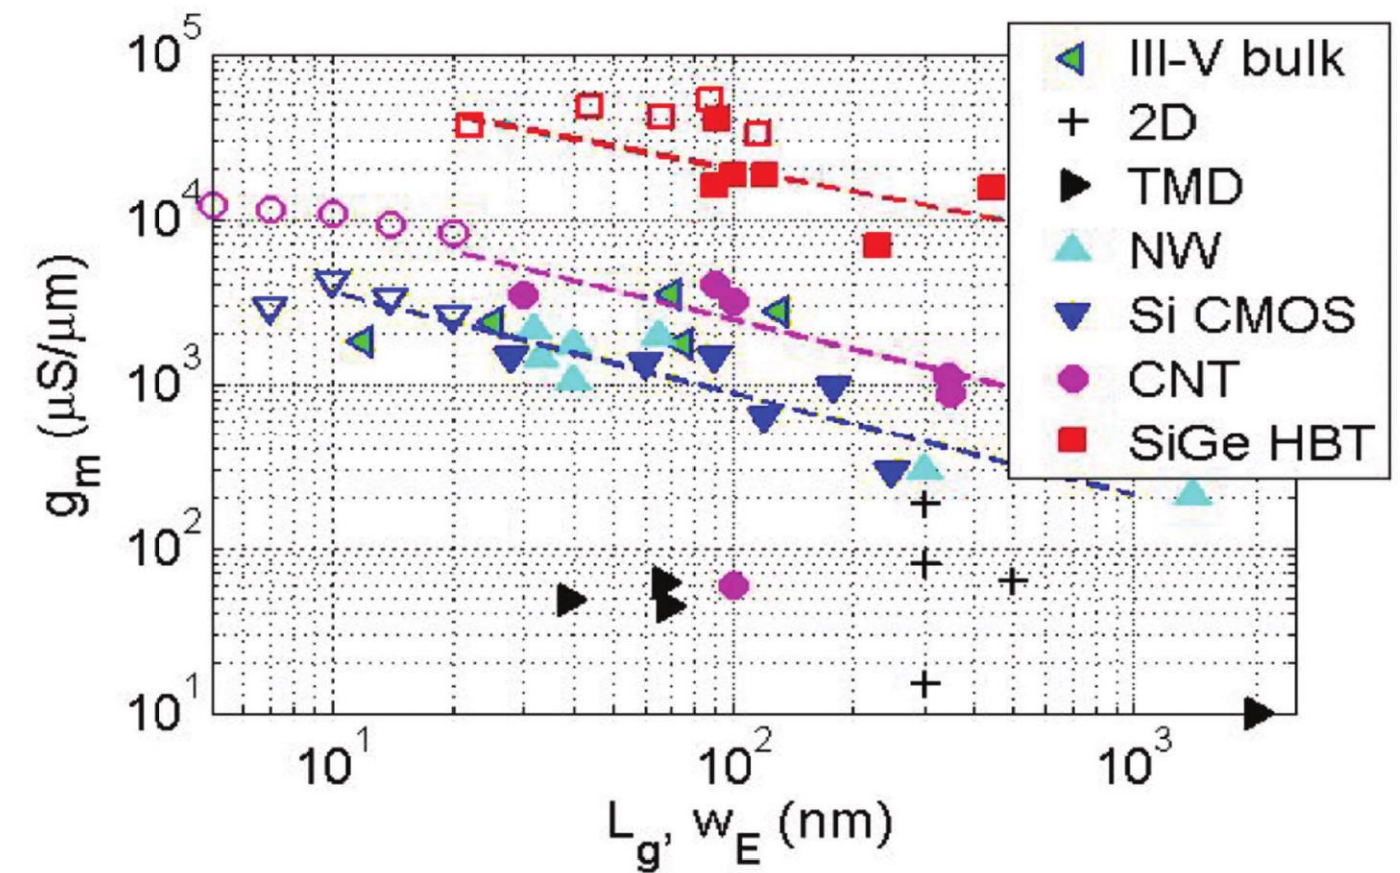 10^5
10^4
10^3
10^2
10^1
g_m (μS/μm)
10^1 10^2 10^3
L_g, w_E (nm)
III-V bulk
2D
TMD
NW
Si CMOS
CNT
SiGe HBT